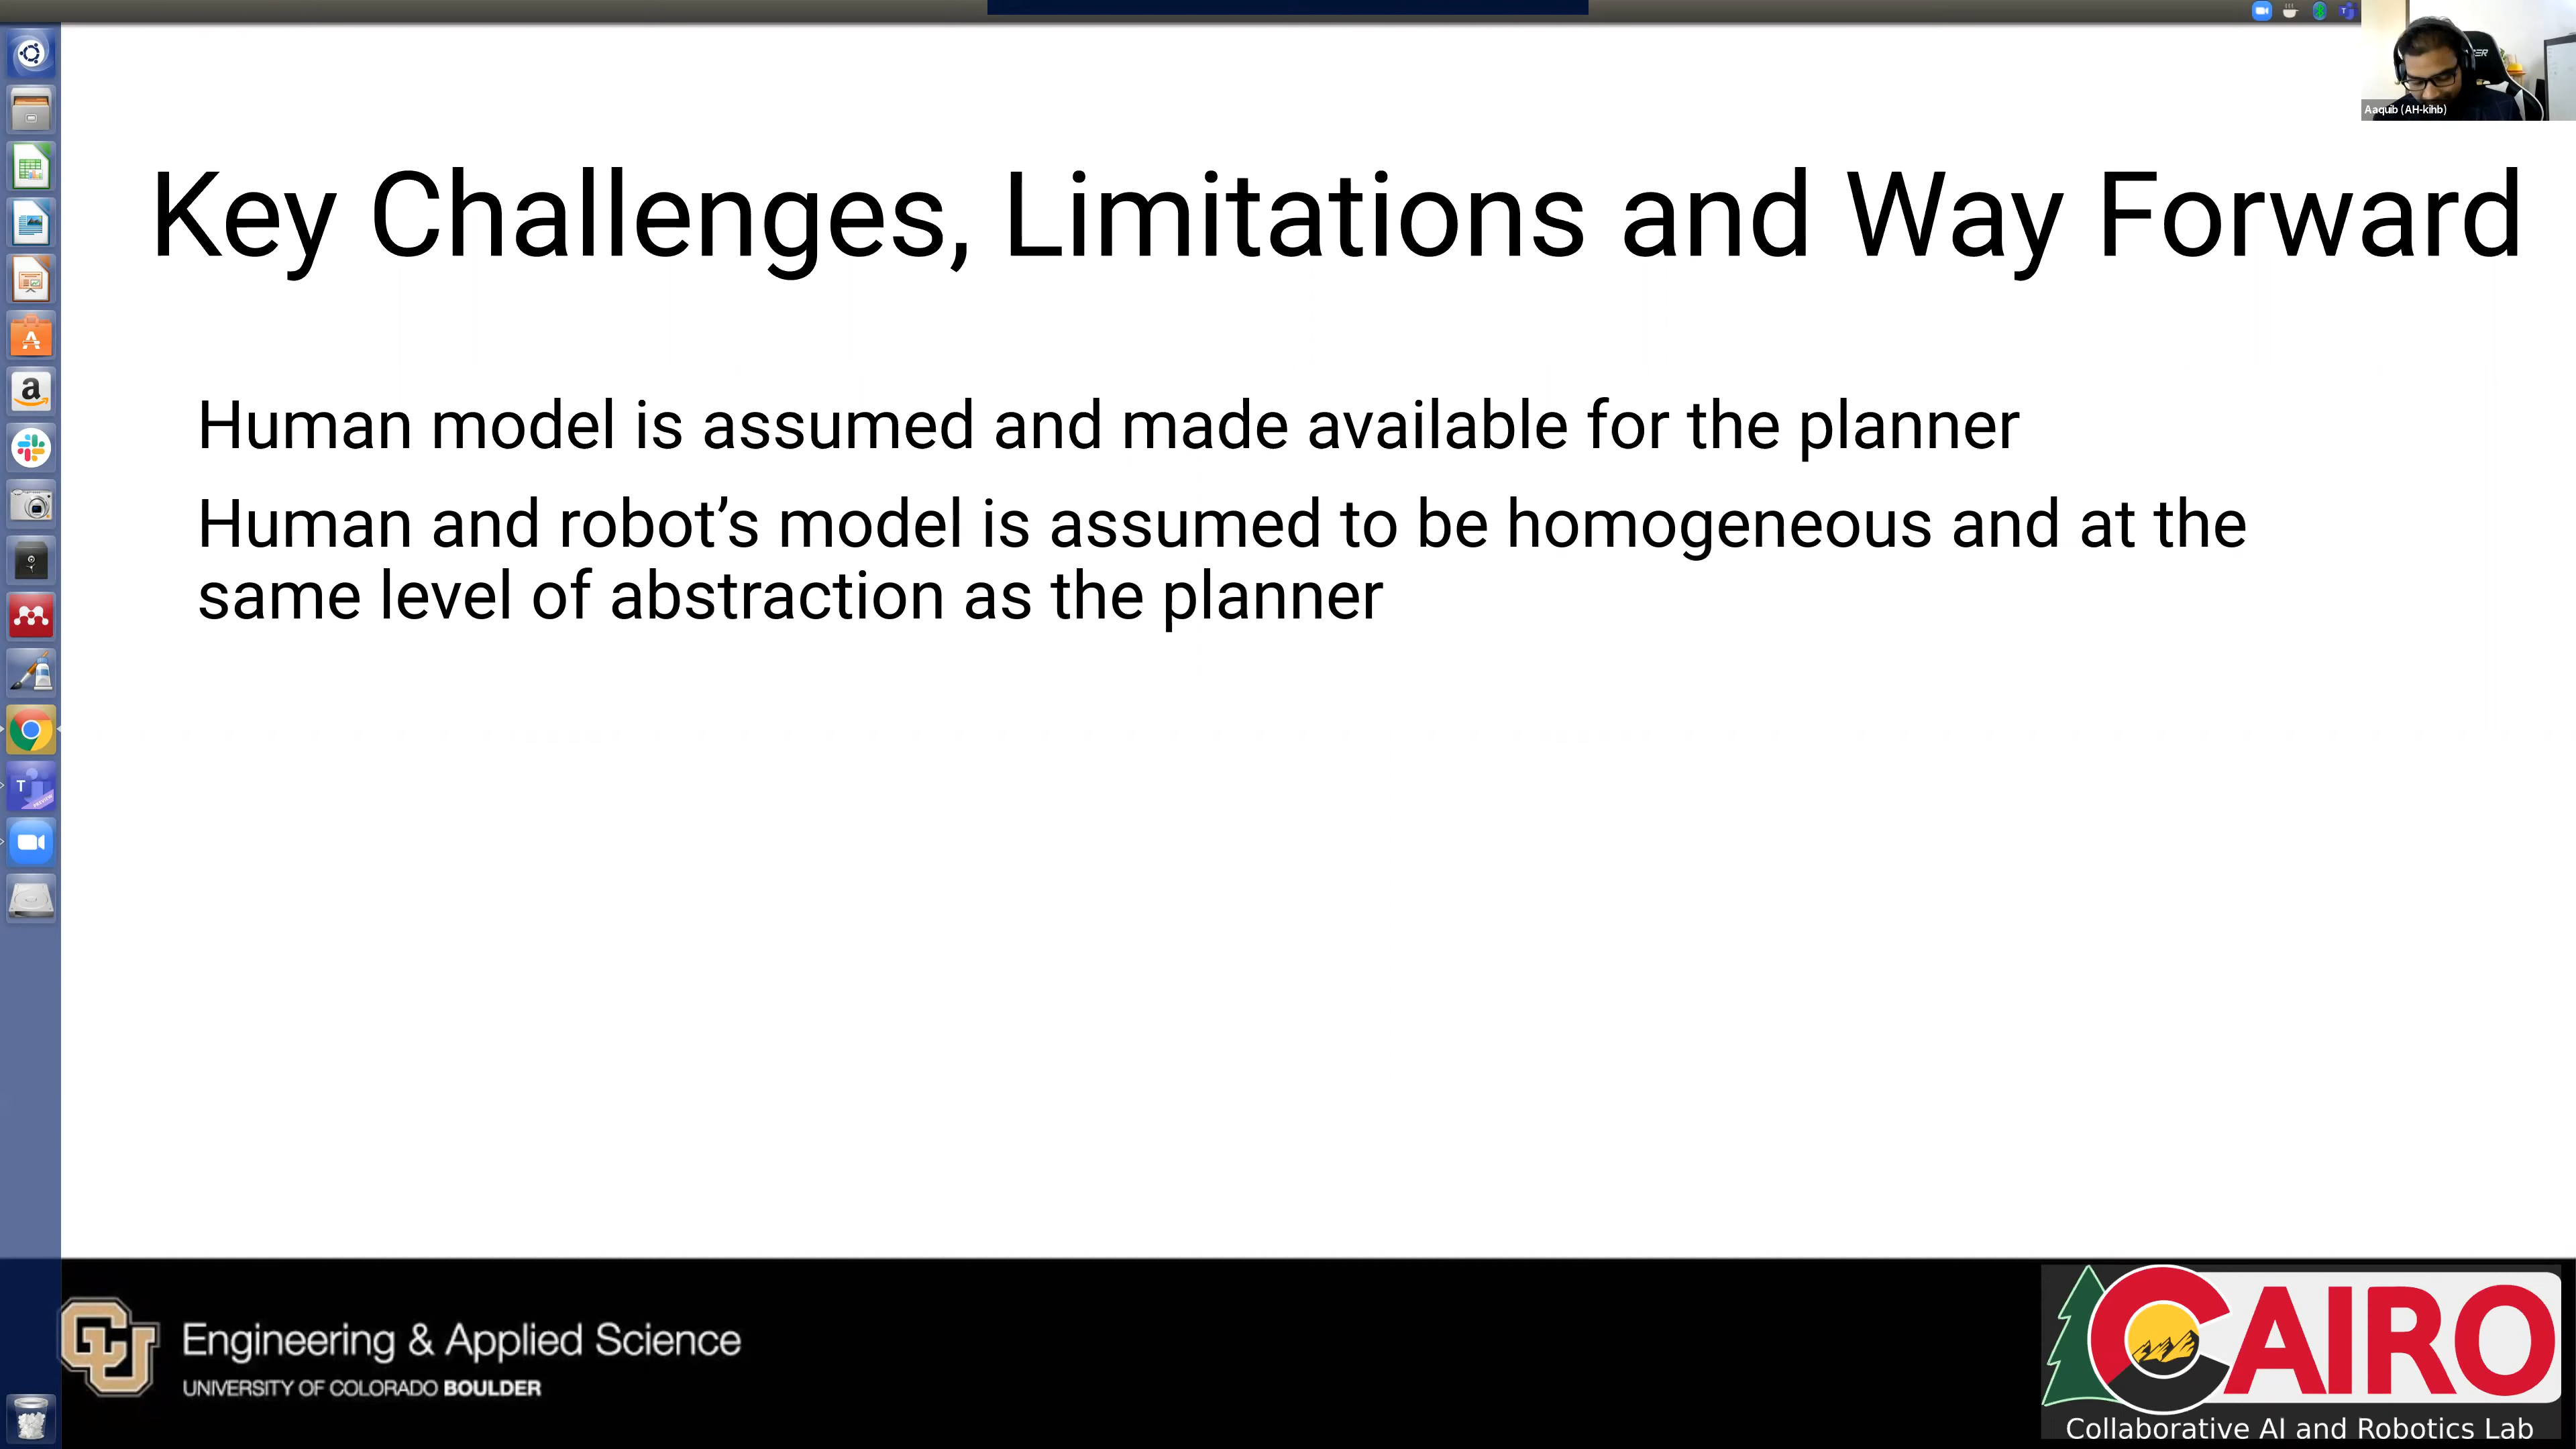 Aaquib (AH-kihb)
Key Challenges, Limitations and Way Forward
Human model is assumed and made available for the planner
Human and robot’s model is assumed to be homogeneous and at the
same level of abstraction as the planner
CU
Engineering & Applied Science
UNIVERSITY OF COLORADO BOULDER
CAIRO
Collaborative AI and Robotics Lab